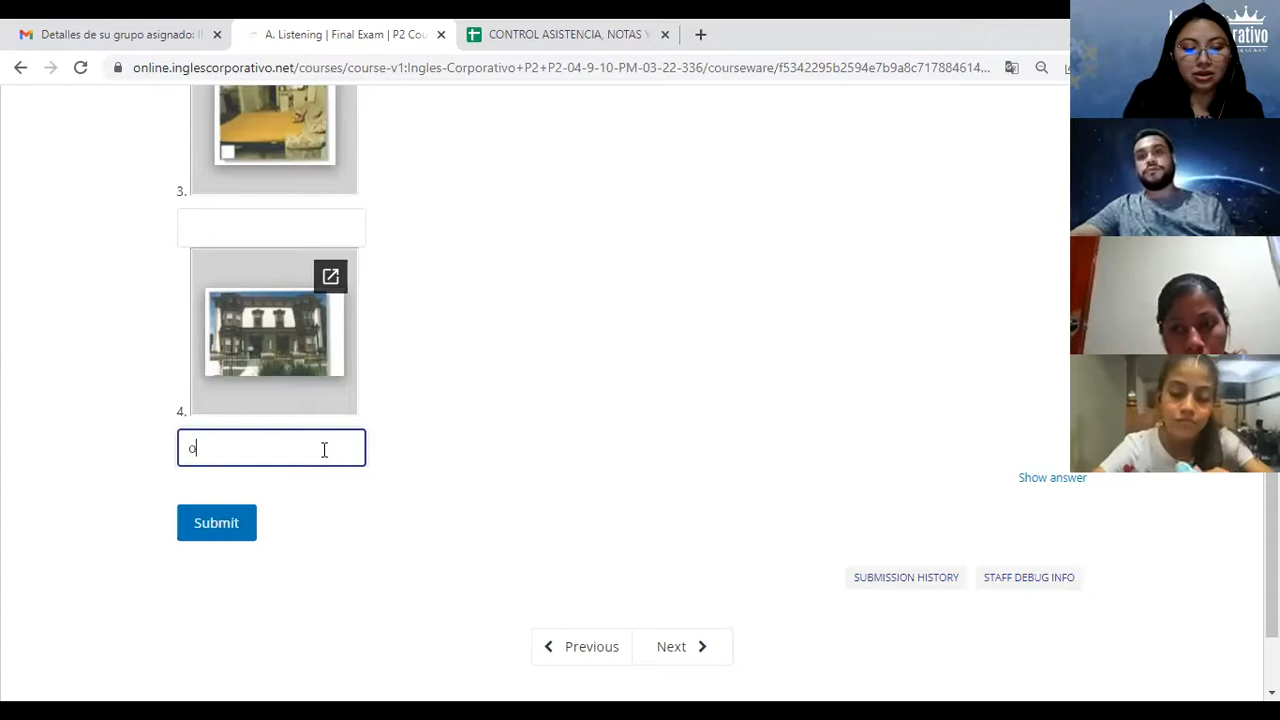 Detalles de su grupo asignado: I
A. Listening | Final Exam | P2 Cou
CONTROL ASISTENCIA, NOTAS Y
online.inglescorporativo.net/courses/course-v1:Ingles-Corporativo+P2+P2-04-9-10-PM-03-22-336/courseware/f5342295b2594e7b9a8c717884614...
3.
4.
o
Show answer
Submit
SUBMISSION HISTORY
STAFF DEBUG INFO
Previous
Next